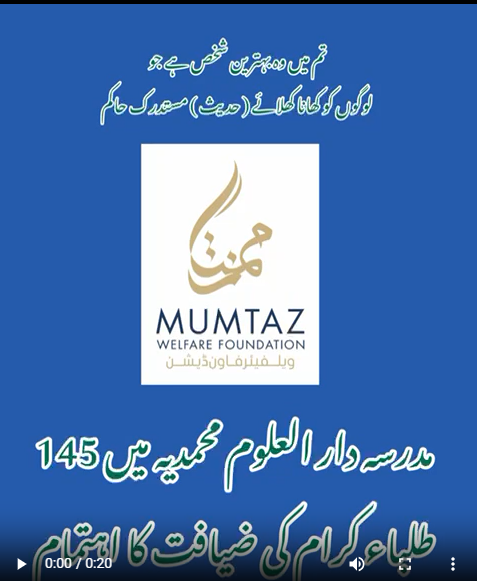 تم میں وہ بہترین شخص ہے جو
لوگوں کو کھانا کھلائے (حدیث) مستدرک حاکم
ممتاز
MUMTAZ
WELFARE FOUNDATION
ویلفیئر فاؤنڈیشن
مدرسہ دار العلوم محمدیہ میں 145
طلباء کرام کی ضیافت کا اہتمام
0:00 / 0:20